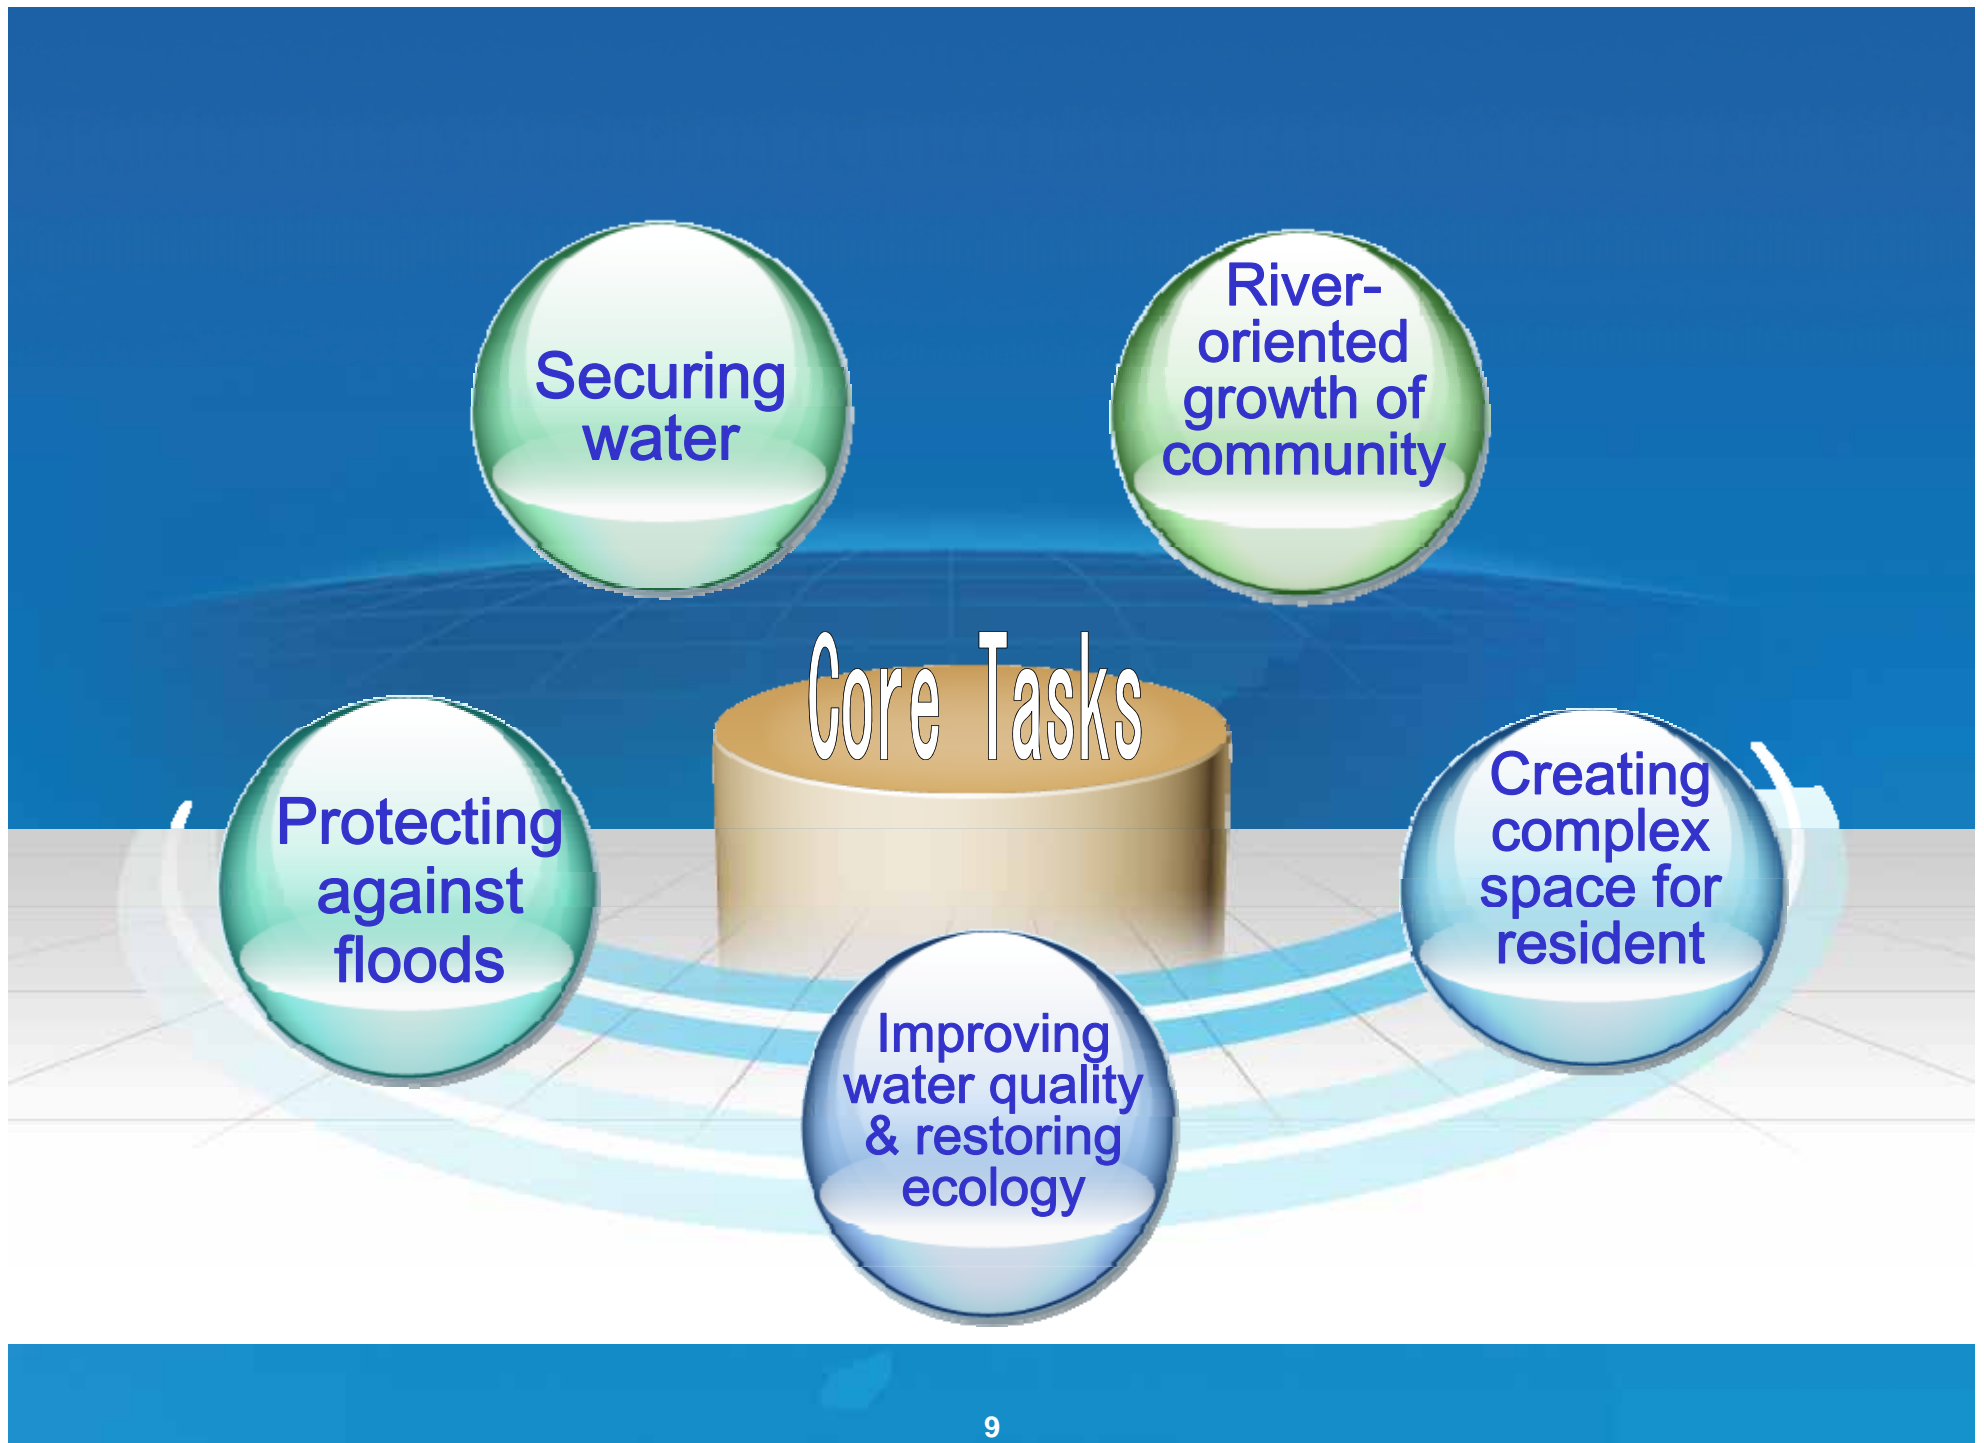 Securing
water
River-
oriented
growth of
community
Core Tasks
Protecting
against
floods
Creating
complex
space for
resident
Improving
water quality
& restoring
ecology
9